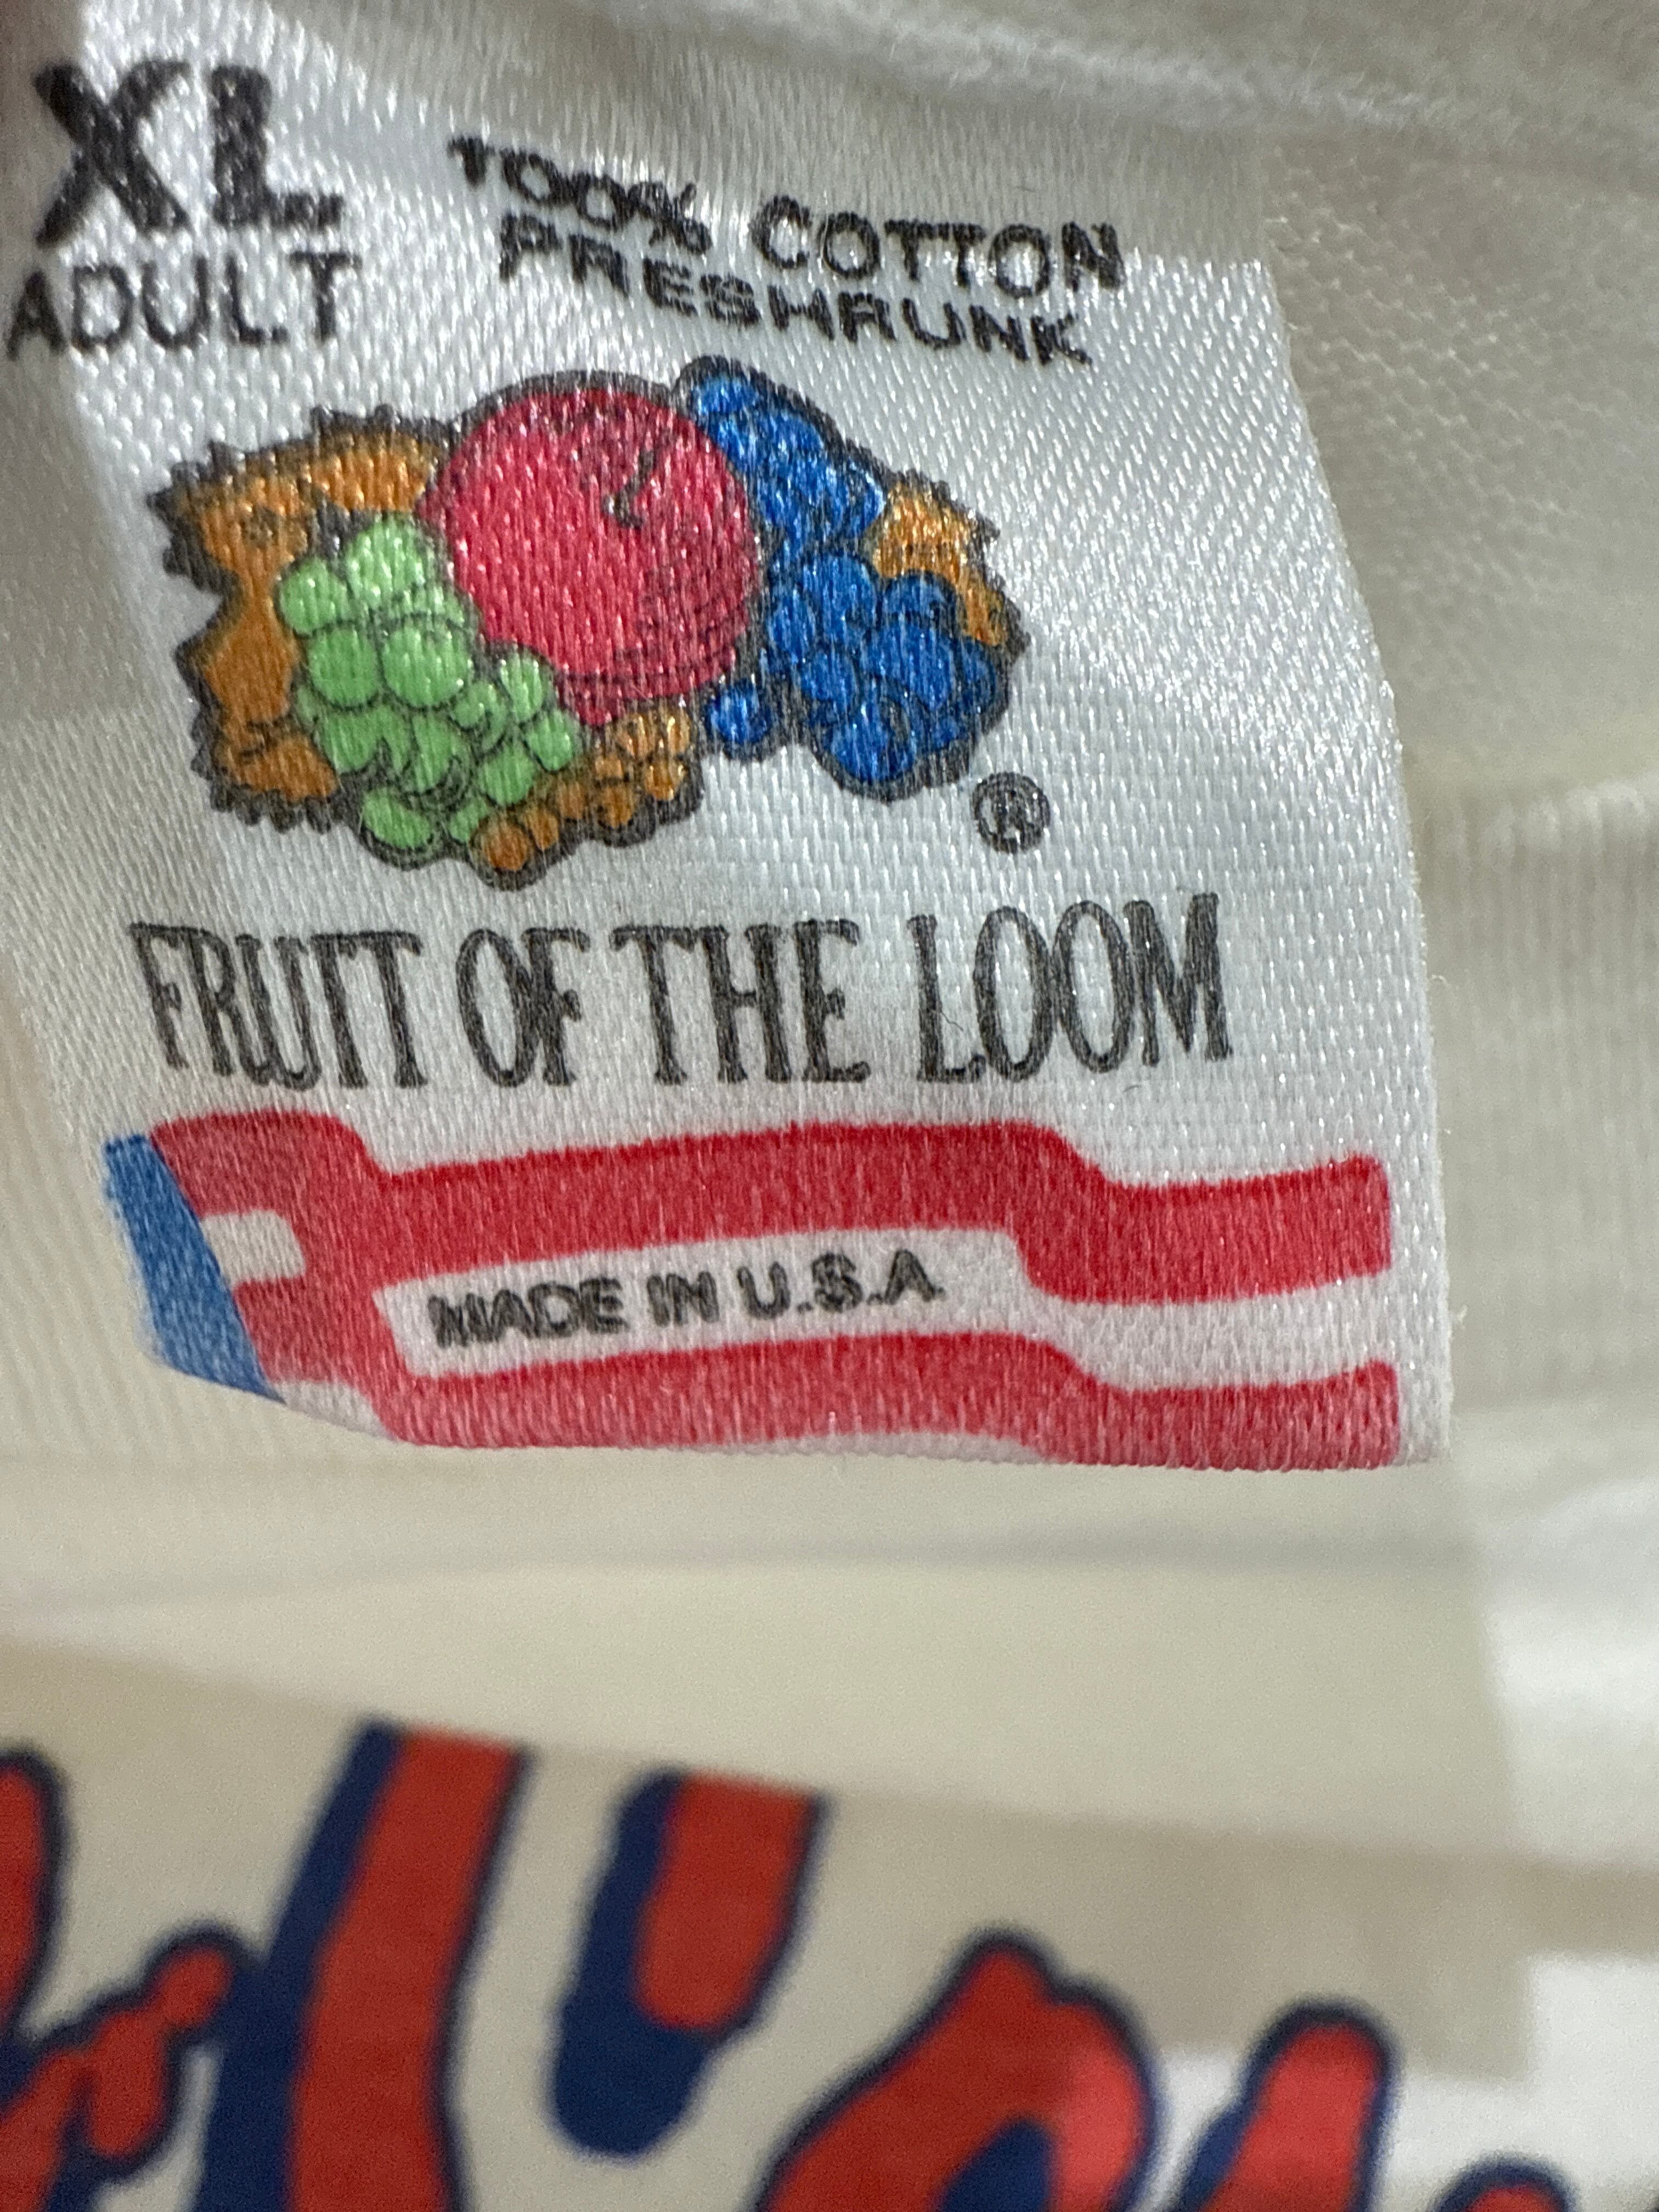 XL
ADULT
100% COTTON
PRESHRUNK
®
FRUIT OF THE LOOM
MADE IN U.S.A.